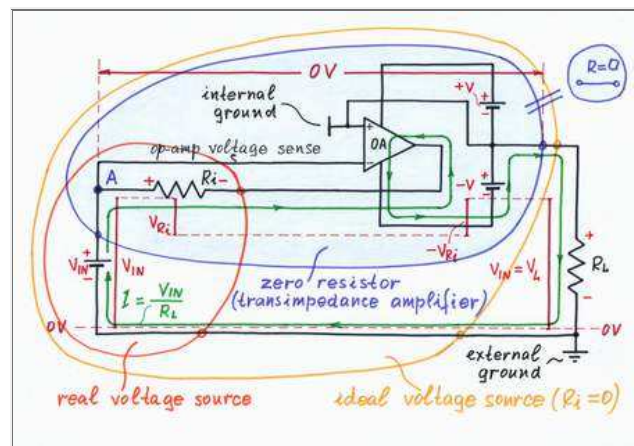 0V
R=0
internal
ground
+V
+
-
+
OA
-
op-amp voltage sense
A
+
Ri
-
-V
+
-
VRi
-VRi
VIN
+
-
VIN
VIN = VL
+
RL
-
zero resistor
(transimpedance amplifier)
I = VIN
RL
0V
0V
external
ground
real voltage source
ideal voltage source (Ri=0)